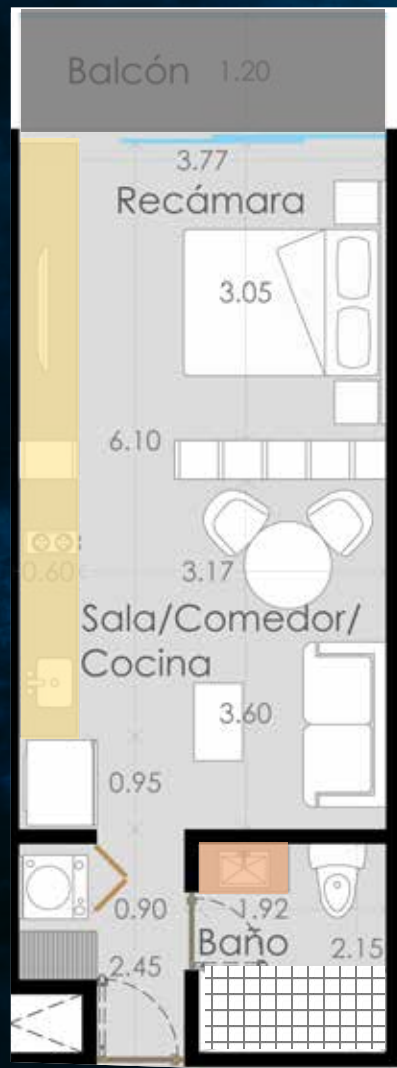 Balcón 1.20
3.77
Recámara
3.05
6.10
0.60 3.17
Sala/Comedor/
Cocina
3.60
0.95
0.90 1.92
Baño 2.15
2.45